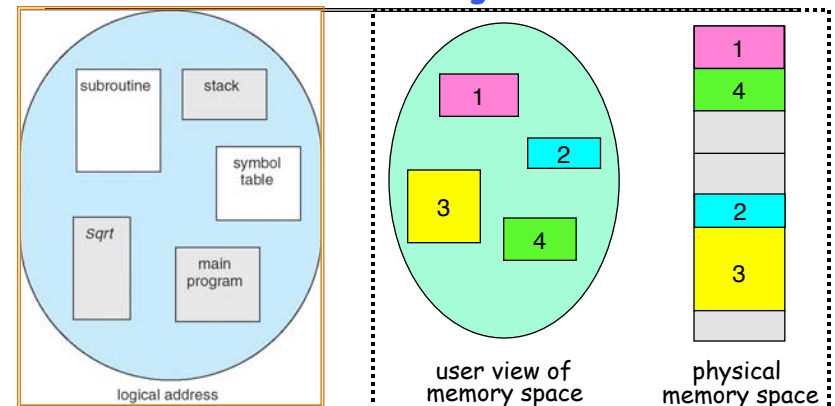 subroutine
stack
symbol
table
Sqrt
main
program
logical address
1
2
3
4
user view of
memory space
1
4
2
3
physical
memory space